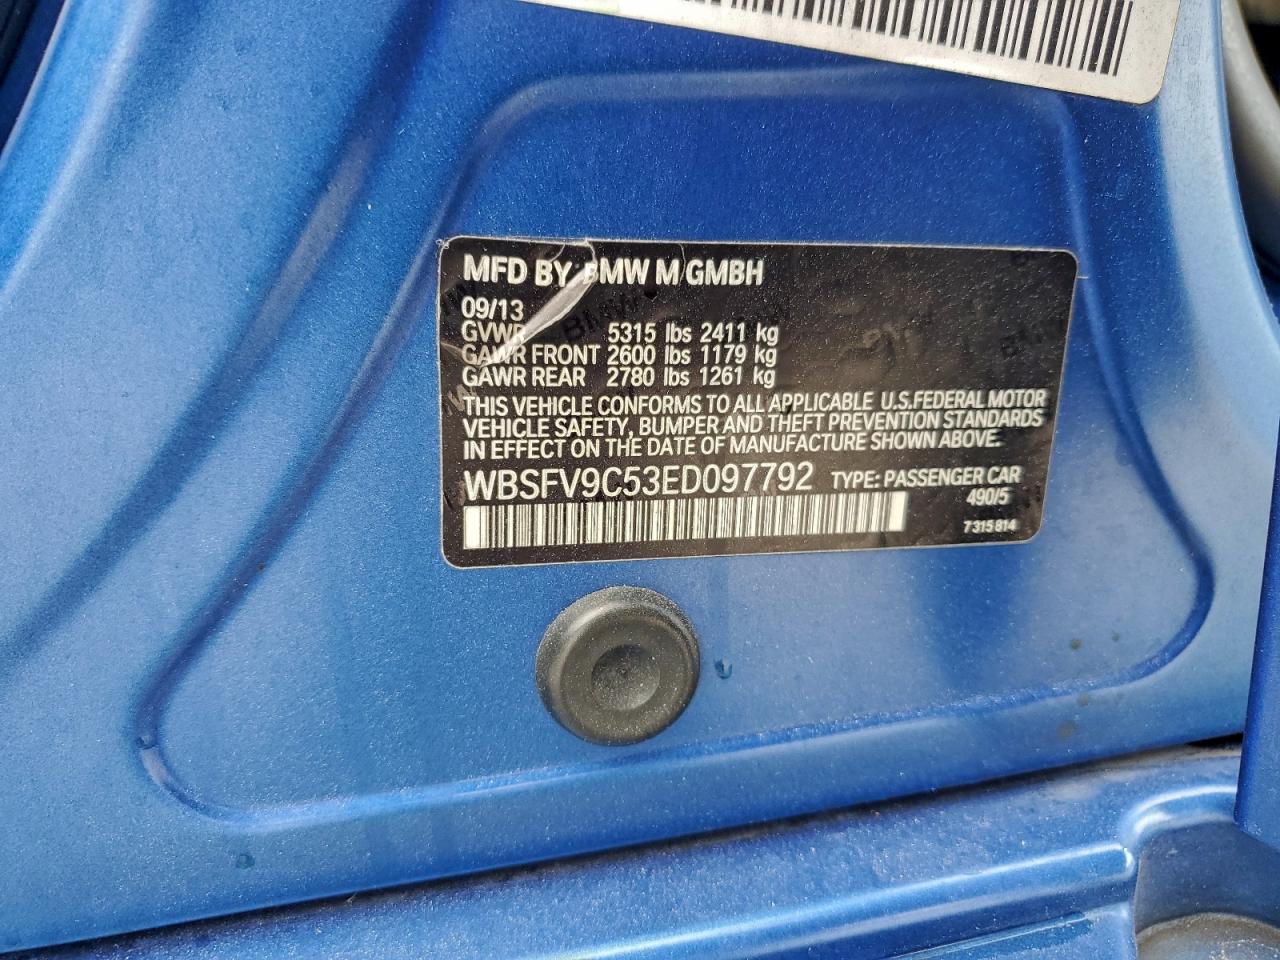 MFD BY BMW M GMBH
09/13
GVWR 5315 lbs 2411 kg
GAWR FRONT 2600 lbs 1179 kg
GAWR REAR 2780 lbs 1261 kg
THIS VEHICLE CONFORMS TO ALL APPLICABLE U.S.FEDERAL MOTOR
VEHICLE SAFETY, BUMPER AND THEFT PREVENTION STANDARDS
IN EFFECT ON THE DATE OF MANUFACTURE SHOWN ABOVE.
WBSFV9C53ED097792 TYPE: PASSENGER CAR
490/5
7315814